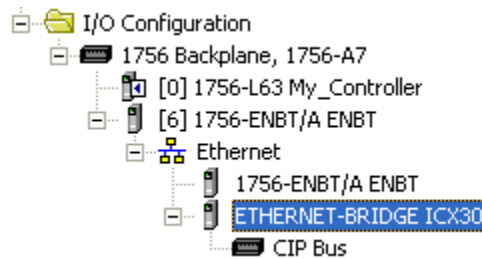 I/O Configuration
1756 Backplane, 1756-A7
[0] 1756-L63 My_Controller
[6] 1756-ENBT/A ENBT
Ethernet
1756-ENBT/A ENBT
ETHERNET-BRIDGE ICX30
CIP Bus